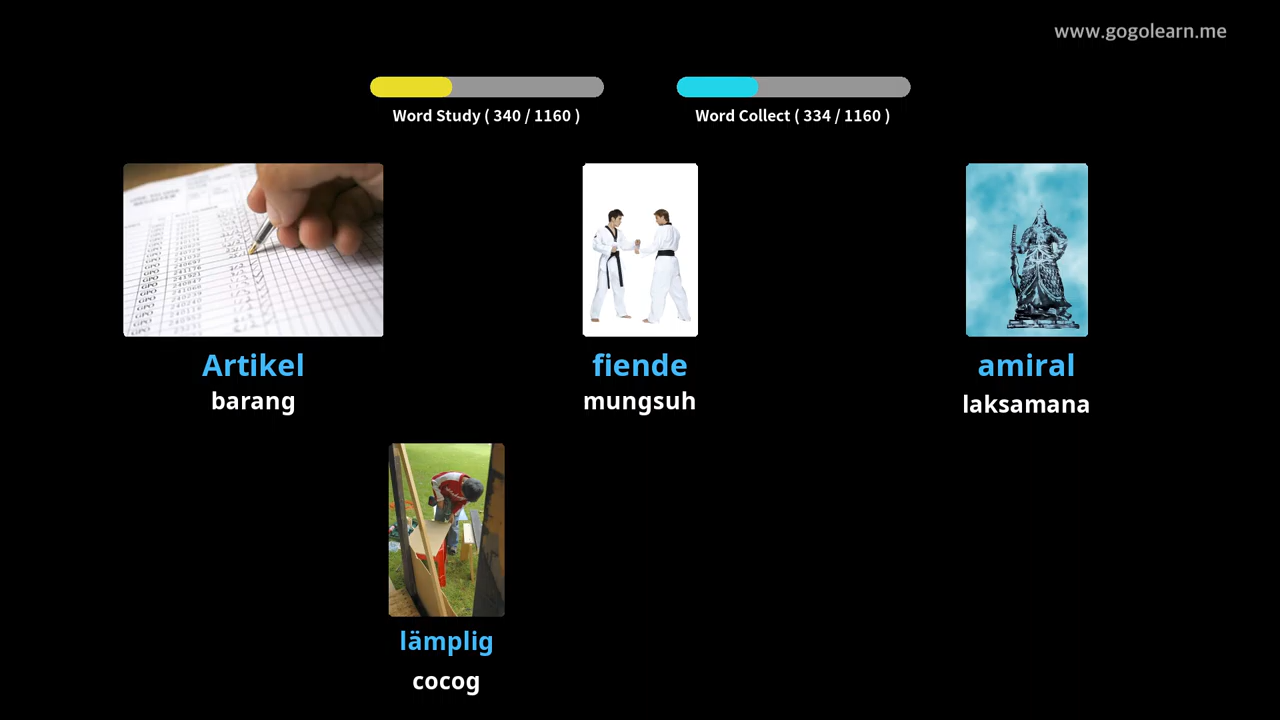 www.gogolearn.me
Word Study ( 340 / 1160 )
Word Collect ( 334 / 1160 )
Artikel
barang
fiende
mungsuh
amiral
laksamana
lämplig
cocog